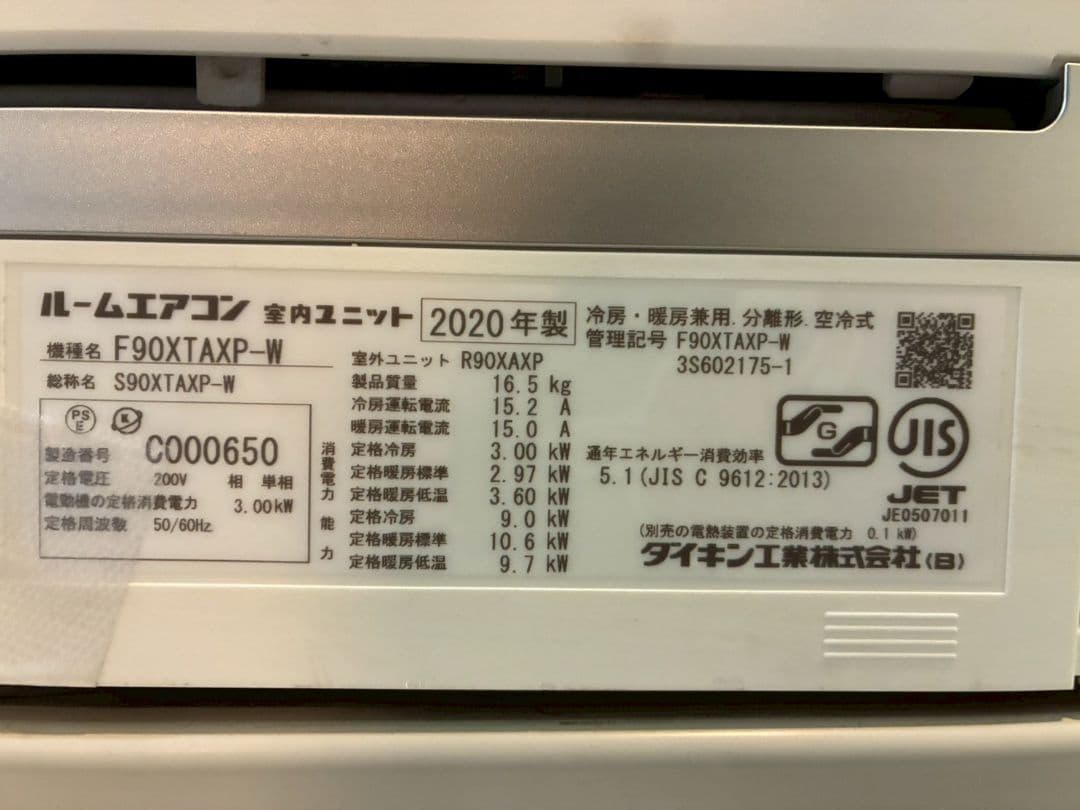 ルームエアコン 室内ユニット 2020年製
機種名 F90XTAXP-W
総称名 S90XTAXP-W
PS E
製造番号 C000650
定格電圧 200V 相 単相
電動機の定格消費電力 3.00kW
定格周波数 50/60Hz
室外ユニット R90XAXP
製品質量 16.5 kg
冷房運転電流 15.2 A
暖房運転電流 15.0 A
消費電力
定格冷房 3.00 kW
定格暖房標準 2.97 kW
定格暖房低温 3.60 kW
能力
定格冷房 9.0 kW
定格暖房標準 10.6 kW
定格暖房低温 9.7 kW
冷房・暖房兼用.分離形.空冷式
管理記号 F90XTAXP-W
3S602175-1
G
JIS
通年エネルギー消費効率
5.1(JIS C 9612:2013)
JET
JE0507011
(別売の電熱装置の定格消費電力 0.1 kW)
ダイキン工業株式会社(B)